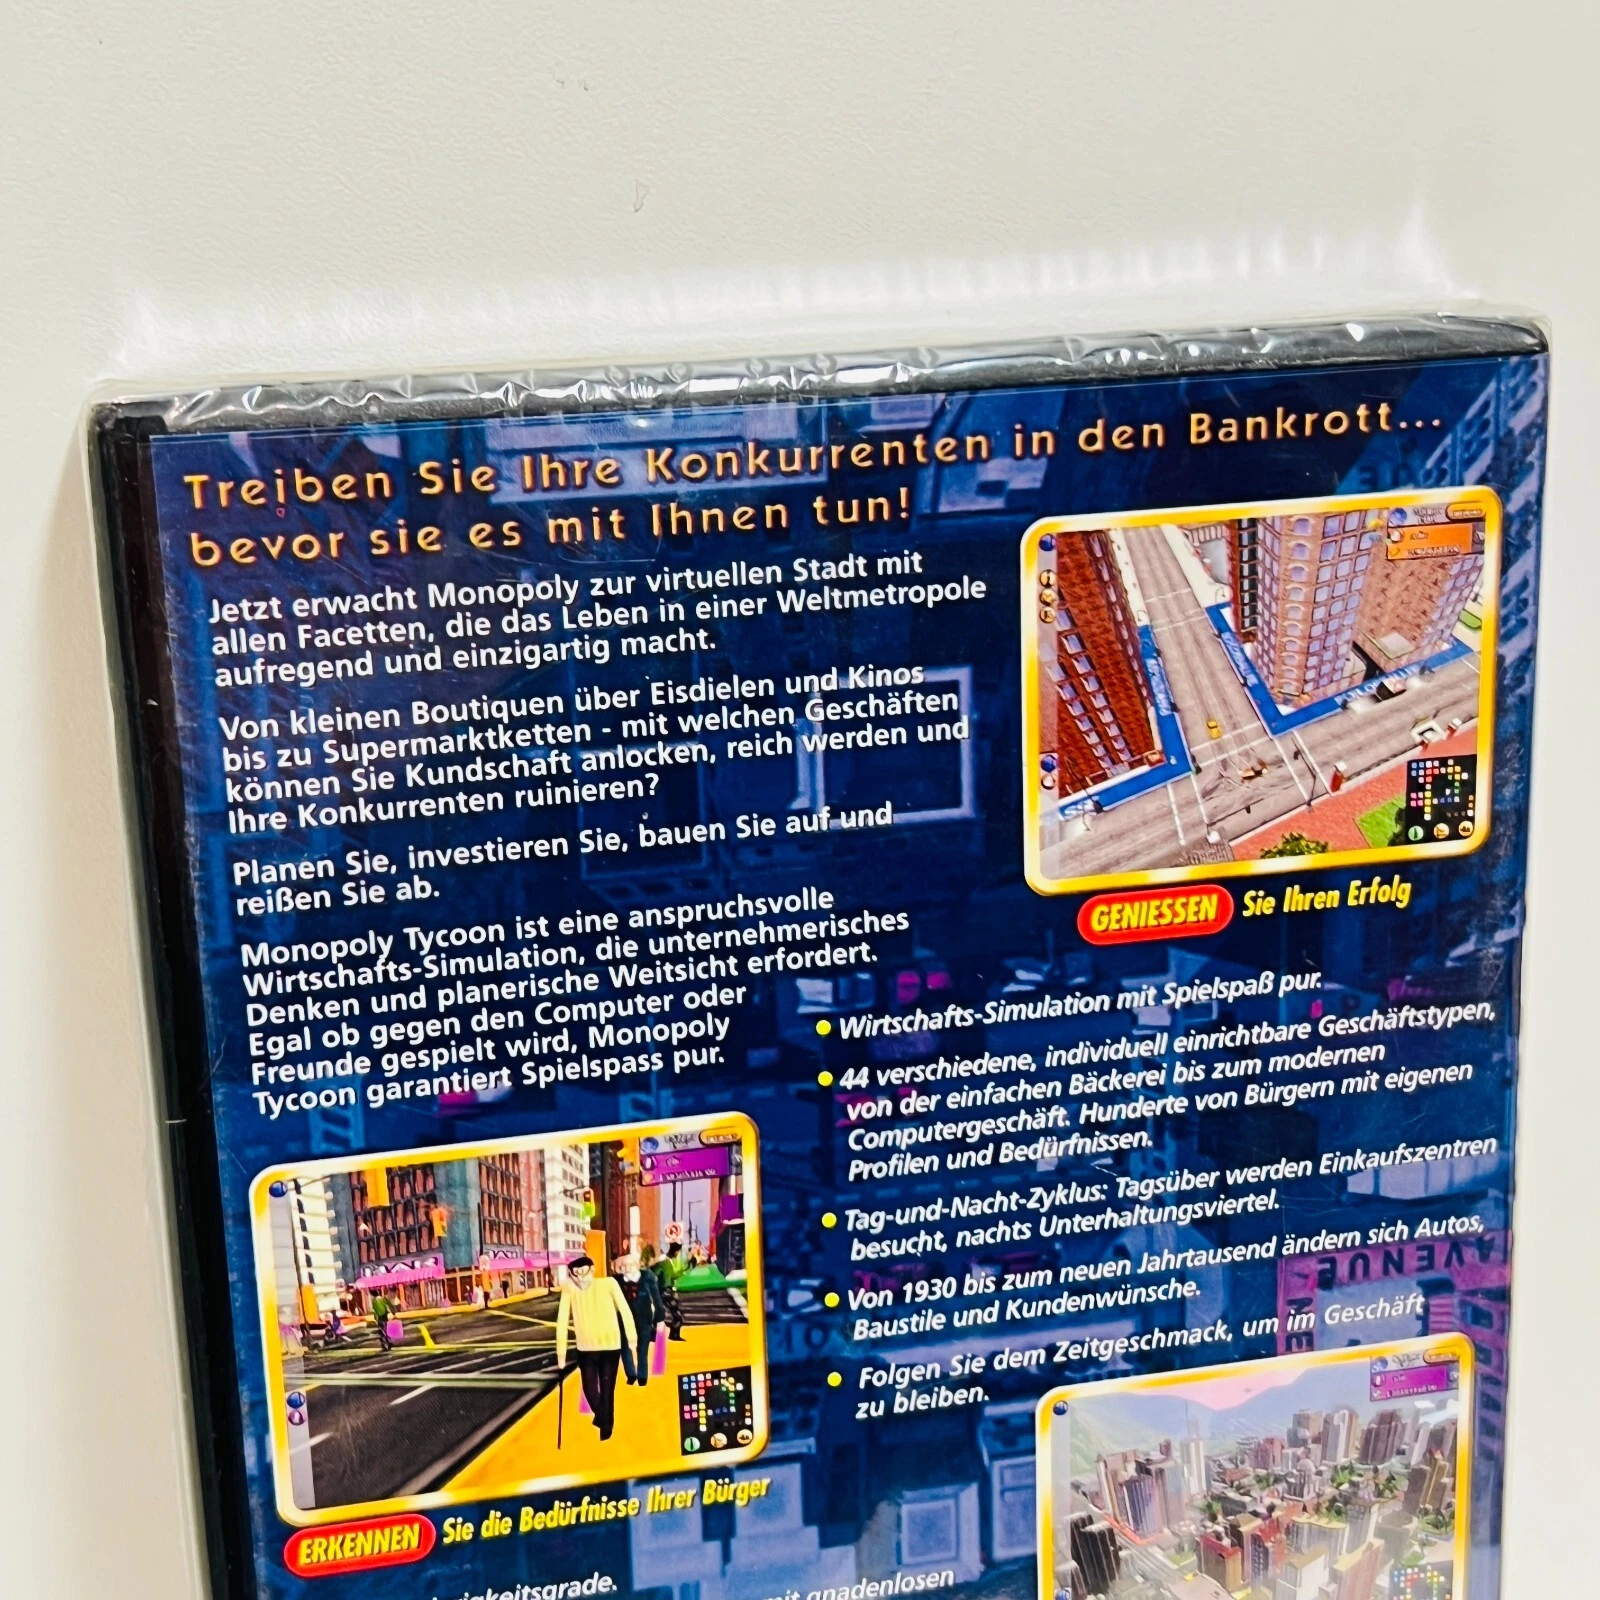 Treiben Sie Ihre Konkurrenten in den Bankrott...
bevor sie es mit Ihnen tun!
Jetzt erwacht Monopoly zur virtuellen Stadt mit
allen Facetten, die das Leben in einer Weltmetropole
aufregend und einzigartig macht.
Von kleinen Boutiquen über Eisdielen und Kinos
bis zu Supermarktketten - mit welchen Geschäften
können Sie Kundschaft anlocken, reich werden und
Ihre Konkurrenten ruinieren?
Planen Sie, investieren Sie, bauen Sie auf und
reißen Sie ab.
Monopoly Tycoon ist eine anspruchsvolle
Wirtschafts-Simulation, die unternehmerisches
Denken und planerische Weitsicht erfordert.
Egal ob gegen den Computer oder
Freunde gespielt wird, Monopoly
Tycoon garantiert Spielspass pur.
GENIESSEN Sie Ihren Erfolg
Wirtschafts-Simulation mit Spielspaß pur.
44 verschiedene, individuell einrichtbare Geschäftstypen,
von der einfachen Bäckerei bis zum modernen
Computergeschäft. Hunderte von Bürgern mit eigenen
Profilen und Bedürfnissen.
Tag-und-Nacht-Zyklus: Tagsüber werden Einkaufszentren
besucht, nachts Unterhaltungsviertel.
Von 1930 bis zum neuen Jahrtausend ändern sich Autos,
Baustile und Kundenwünsche.
Folgen Sie dem Zeitgeschmack, um im Geschäft
zu bleiben.
AVENUE
ERKENNEN Sie die Bedürfnisse Ihrer Bürger
mit gnadenlosen